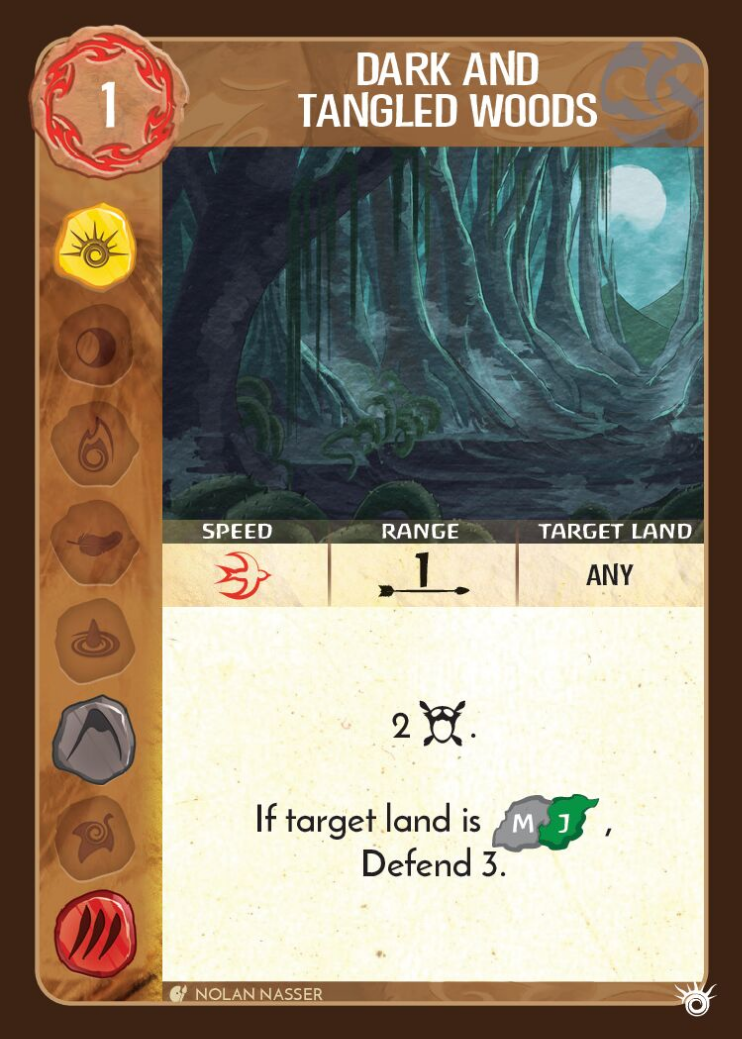 1
DARK AND
TANGLED WOODS
SPEED RANGE TARGET LAND
1 ANY
2 .
If target land is M J ,
Defend 3.
NOLAN NASSER